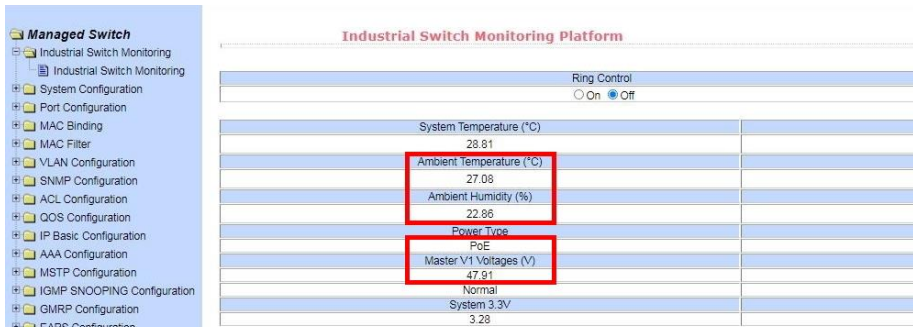 Managed Switch
Industrial Switch Monitoring
Industrial Switch Monitoring
System Configuration
Port Configuration
MAC Binding
MAC Filter
VLAN Configuration
SNMP Configuration
ACL Configuration
QOS Configuration
IP Basic Configuration
AAA Configuration
MSTP Configuration
IGMP SNOOPING Configuration
GMRP Configuration
EAPS Configuration
Industrial Switch Monitoring Platform
Ring Control
On Off
System Temperature (°C)
28.81
Ambient Temperature (°C)
27.08
Ambient Humidity (%)
22.86
Power Type
PoE
Master V1 Voltages (V)
47.91
Normal
System 3.3V
3.28